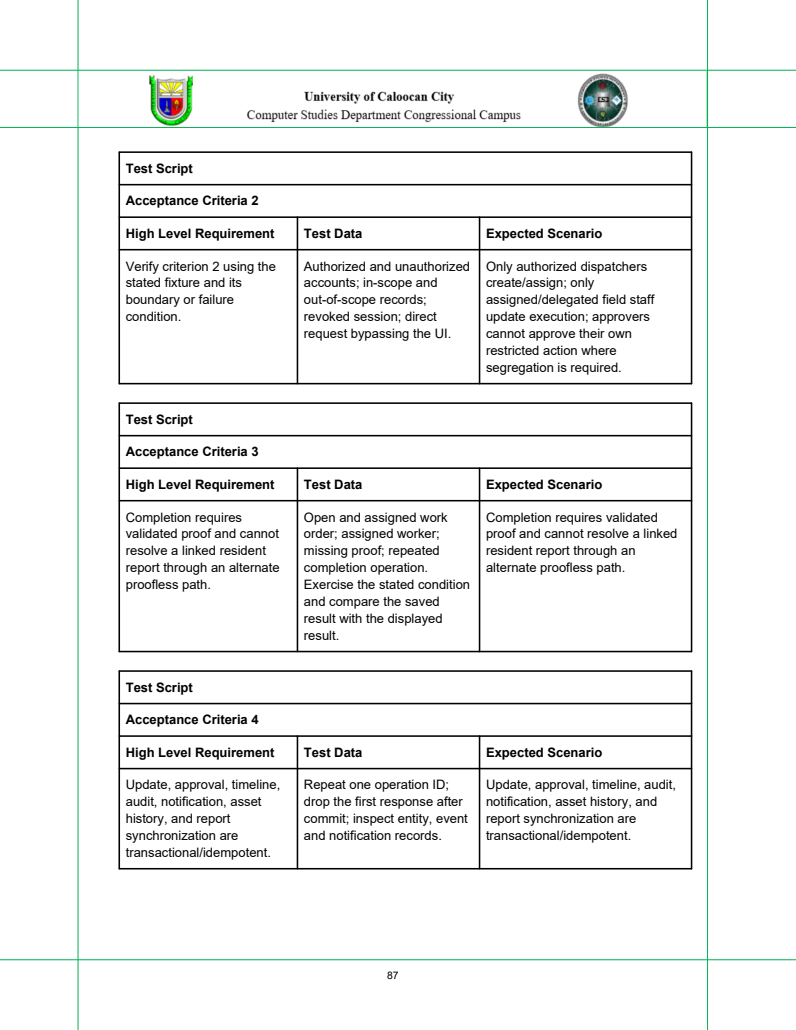 University of Caloocan City
Computer Studies Department Congressional Campus
Test Script
Acceptance Criteria 2
High Level Requirement
Test Data
Expected Scenario
Verify criterion 2 using the
stated fixture and its
boundary or failure
condition.
Authorized and unauthorized
accounts; in-scope and
out-of-scope records;
revoked session; direct
request bypassing the UI.
Only authorized dispatchers
create/assign; only
assigned/delegated field staff
update execution; approvers
cannot approve their own
restricted action where
segregation is required.
Test Script
Acceptance Criteria 3
High Level Requirement
Test Data
Expected Scenario
Completion requires
validated proof and cannot
resolve a linked resident
report through an alternate
proofless path.
Open and assigned work
order; assigned worker;
missing proof; repeated
completion operation.
Exercise the stated condition
and compare the saved
result with the displayed
result.
Completion requires validated
proof and cannot resolve a linked
resident report through an
alternate proofless path.
Test Script
Acceptance Criteria 4
High Level Requirement
Test Data
Expected Scenario
Update, approval, timeline,
audit, notification, asset
history, and report
synchronization are
transactional/idempotent.
Repeat one operation ID;
drop the first response after
commit; inspect entity, event
and notification records.
Update, approval, timeline, audit,
notification, asset history, and
report synchronization are
transactional/idempotent.
87